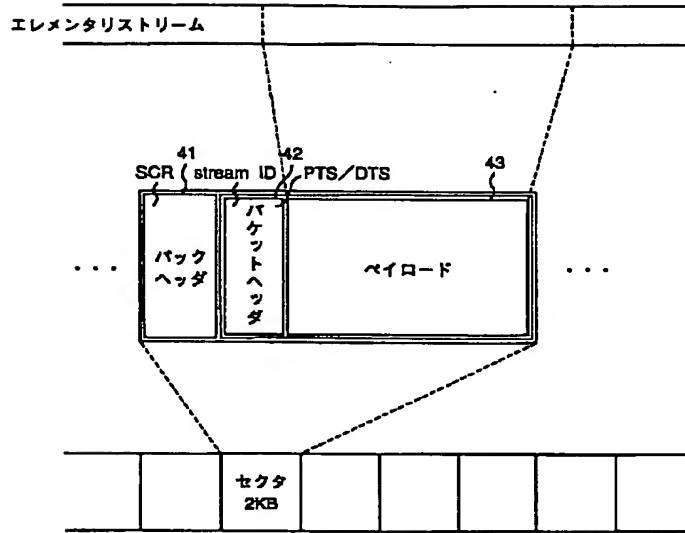 エレメンタリストリーム
41
42
43
SCR
stream ID
PTS/DTS
パック
ヘッダ
パケットヘッダ
ペイロード
・・・
・・・
セクタ
2KB